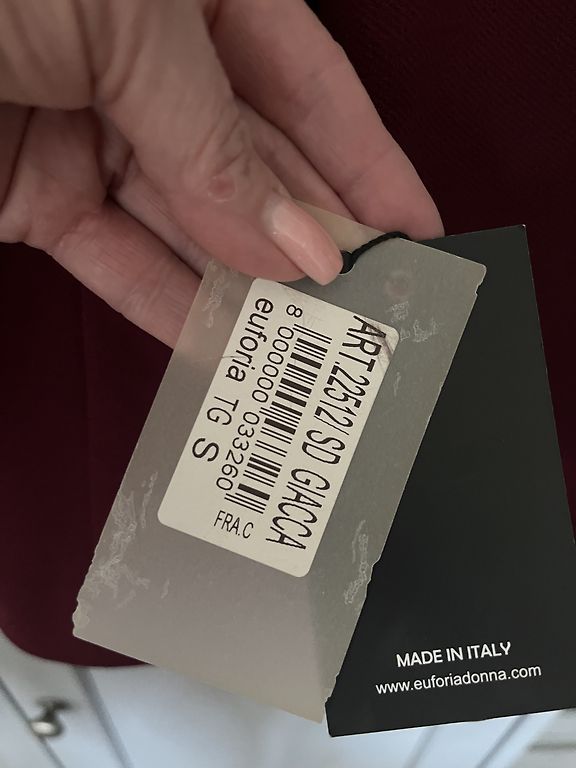 ART.22512/ SD GIACCA
8 000000 033260
euforia TG S
FRA.C
MADE IN ITALY
www.euforiadonna.com